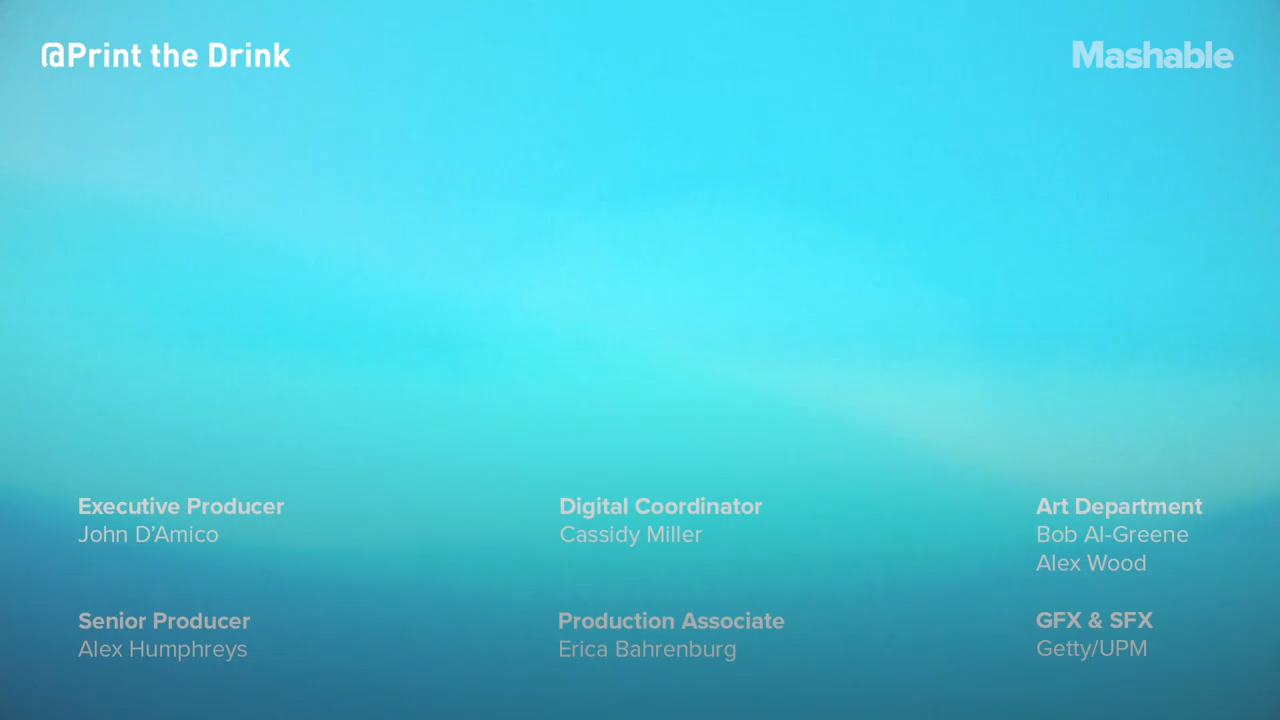 @Print the Drink
Mashable
Executive Producer
John D’Amico
Digital Coordinator
Cassidy Miller
Art Department
Bob Al-Greene
Alex Wood
Senior Producer
Alex Humphreys
Production Associate
Erica Bahrenburg
GFX & SFX
Getty/UPM